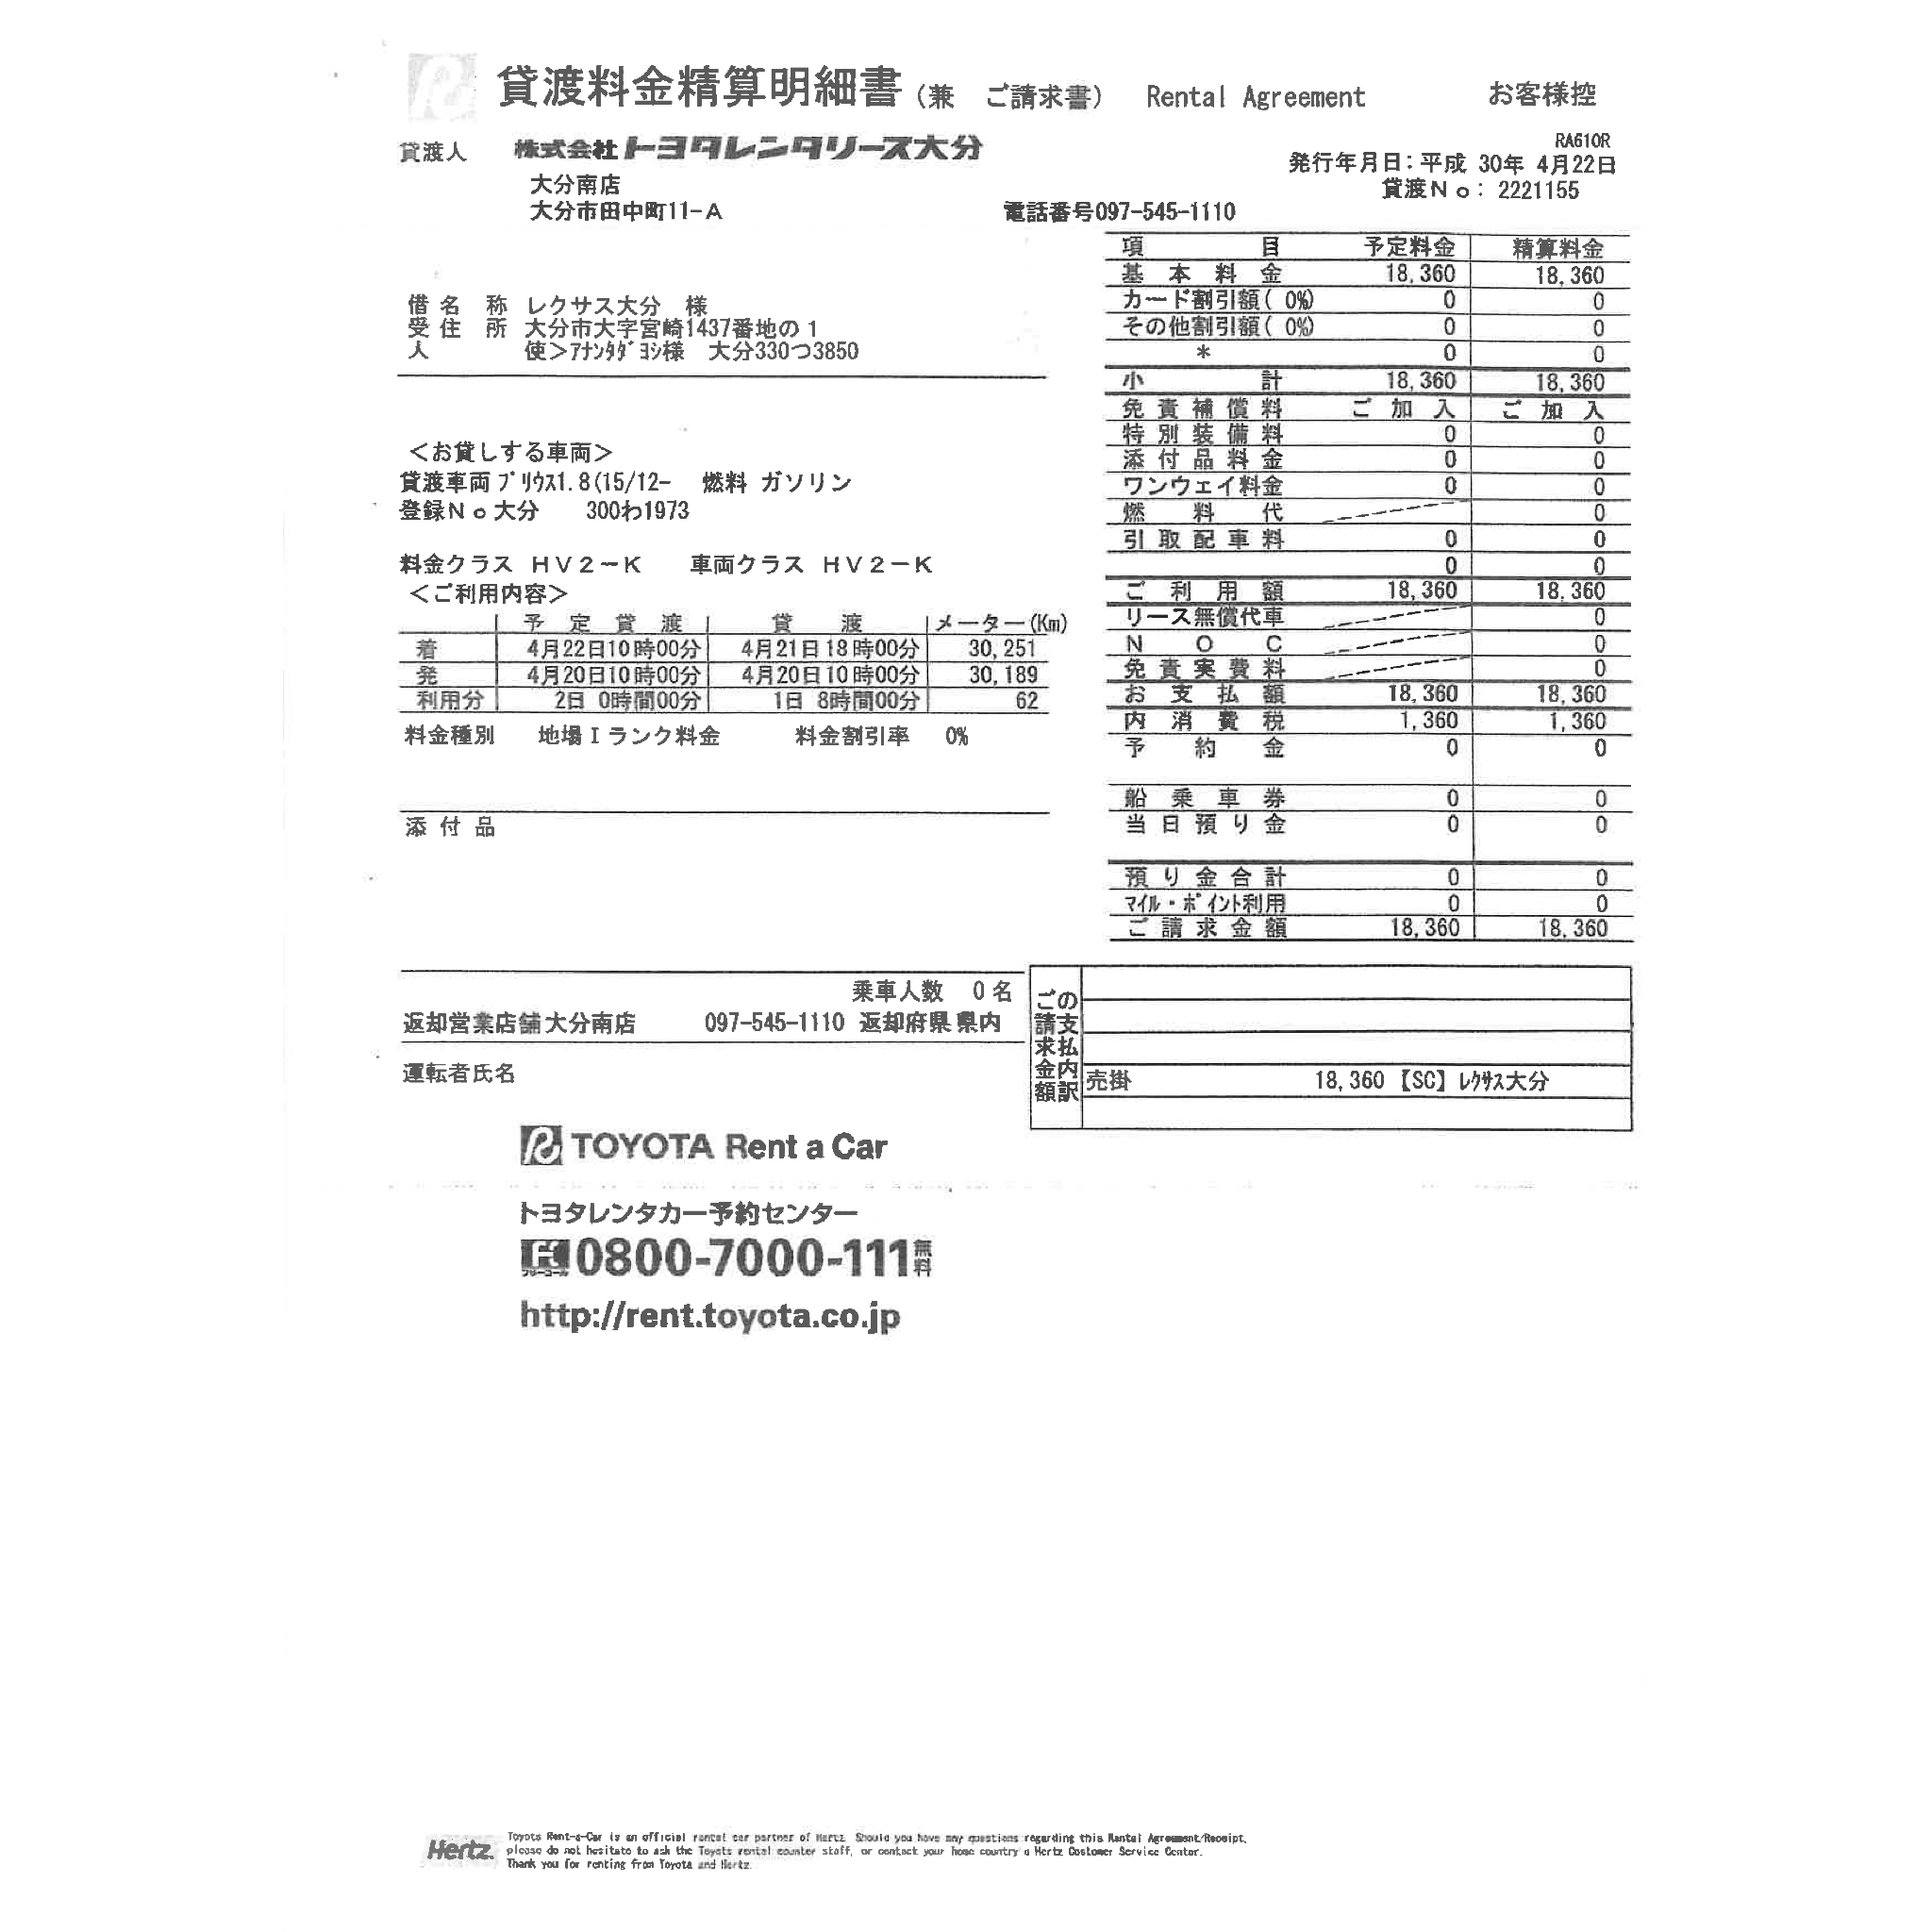 貸渡料金精算明細書（兼　ご請求書）　Rental Agreement　お客様控
RA610R
貸渡人　株式会社トヨタレンタリース大分
発行年月日：平成 30年 4月22日
大分南店
貸渡No： 2221155
大分市田中町11-A　電話番号097-545-1110
借 名 称 レクサス大分 様
受 住 所 大分市大字宮崎1437番地の1
人 使>ｱﾅﾝﾀﾀﾞﾖｼ様 大分330つ3850
<お貸しする車両>
貸渡車両ﾌﾟﾘｳｽ1.8(15/12- 燃料 ガソリン
登録No大分 300わ1973
料金クラス HV2-K 車両クラス HV2-K
<ご利用内容>
予定貸渡 貸渡 メーター(Km)
着 4月22日10時00分 4月21日18時00分 30,251
発 4月20日10時00分 4月20日10時00分 30,189
利用分 2日 0時間00分 1日 8時間00分 62
料金種別 地場Iランク料金 料金割引率 0%
添付品
項目 予定料金 精算料金
基本料金 18,360 18,360
カード割引額( 0%) 0 0
その他割引額( 0%) 0 0
* 0 0
小計 18,360 18,360
免責補償料 ご加入 ご加入
特別装備料 0 0
添付品料金 0 0
ワンウェイ料金 0 0
燃料代 0
引取配車料 0 0
0 0
ご利用額 18,360 18,360
リース無償代車 0
NOC 0
免責実費料 0
お支払額 18,360 18,360
内消費税 1,360 1,360
予約金 0 0
船乗車券 0 0
当日預り金 0 0
預り金合計 0 0
ﾏｲﾙ・ﾎﾟｲﾝﾄ利用 0 0
ご請求金額 18,360 18,360
乗車人数 0名
返却営業店舗大分南店 097-545-1110 返却府県県内
運転者氏名
ご請求金額の支払内訳
売掛 18,360【SC】ﾚｸｻｽ大分
TOYOTA Rent a Car
トヨタレンタカー予約センター
0800-7000-111無料
http://rent.toyota.co.jp
Hertz.
Toyota Rent-a-Car is an official rental car partner of Hertz. Should you have any questions regarding this Rental Agreement/Receipt,
please do not hesitate to ask the Toyota rental counter staff, or contact your home country's Hertz Customer Service Center.
Thank you for renting from Toyota and Hertz.